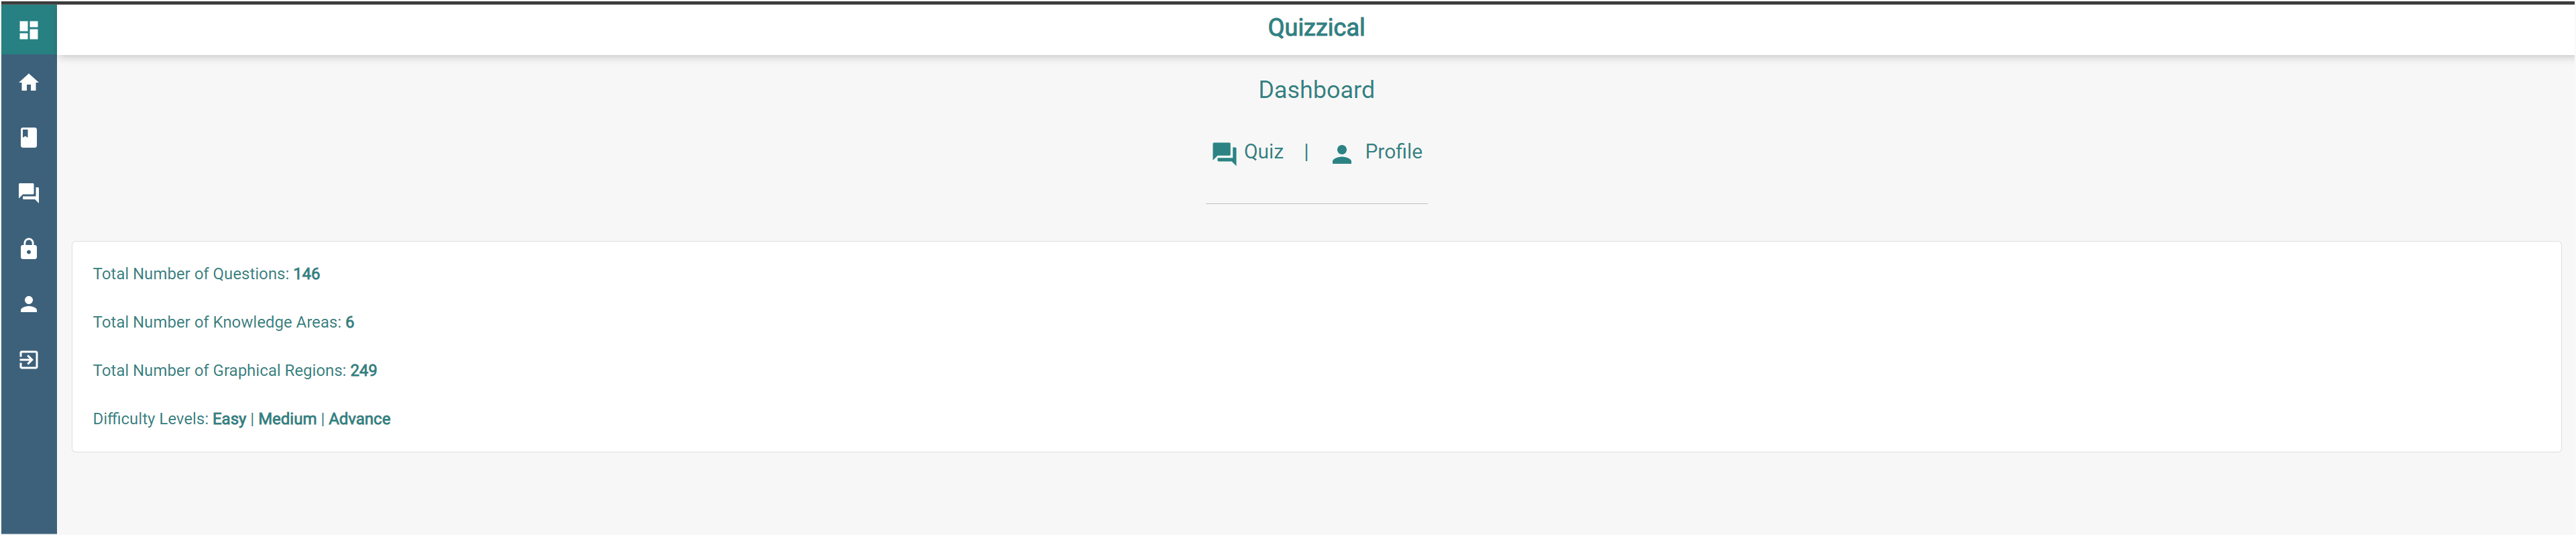 Quizzical
Dashboard
Quiz | Profile
Total Number of Questions: 146
Total Number of Knowledge Areas: 6
Total Number of Graphical Regions: 249
Difficulty Levels: Easy | Medium | Advance